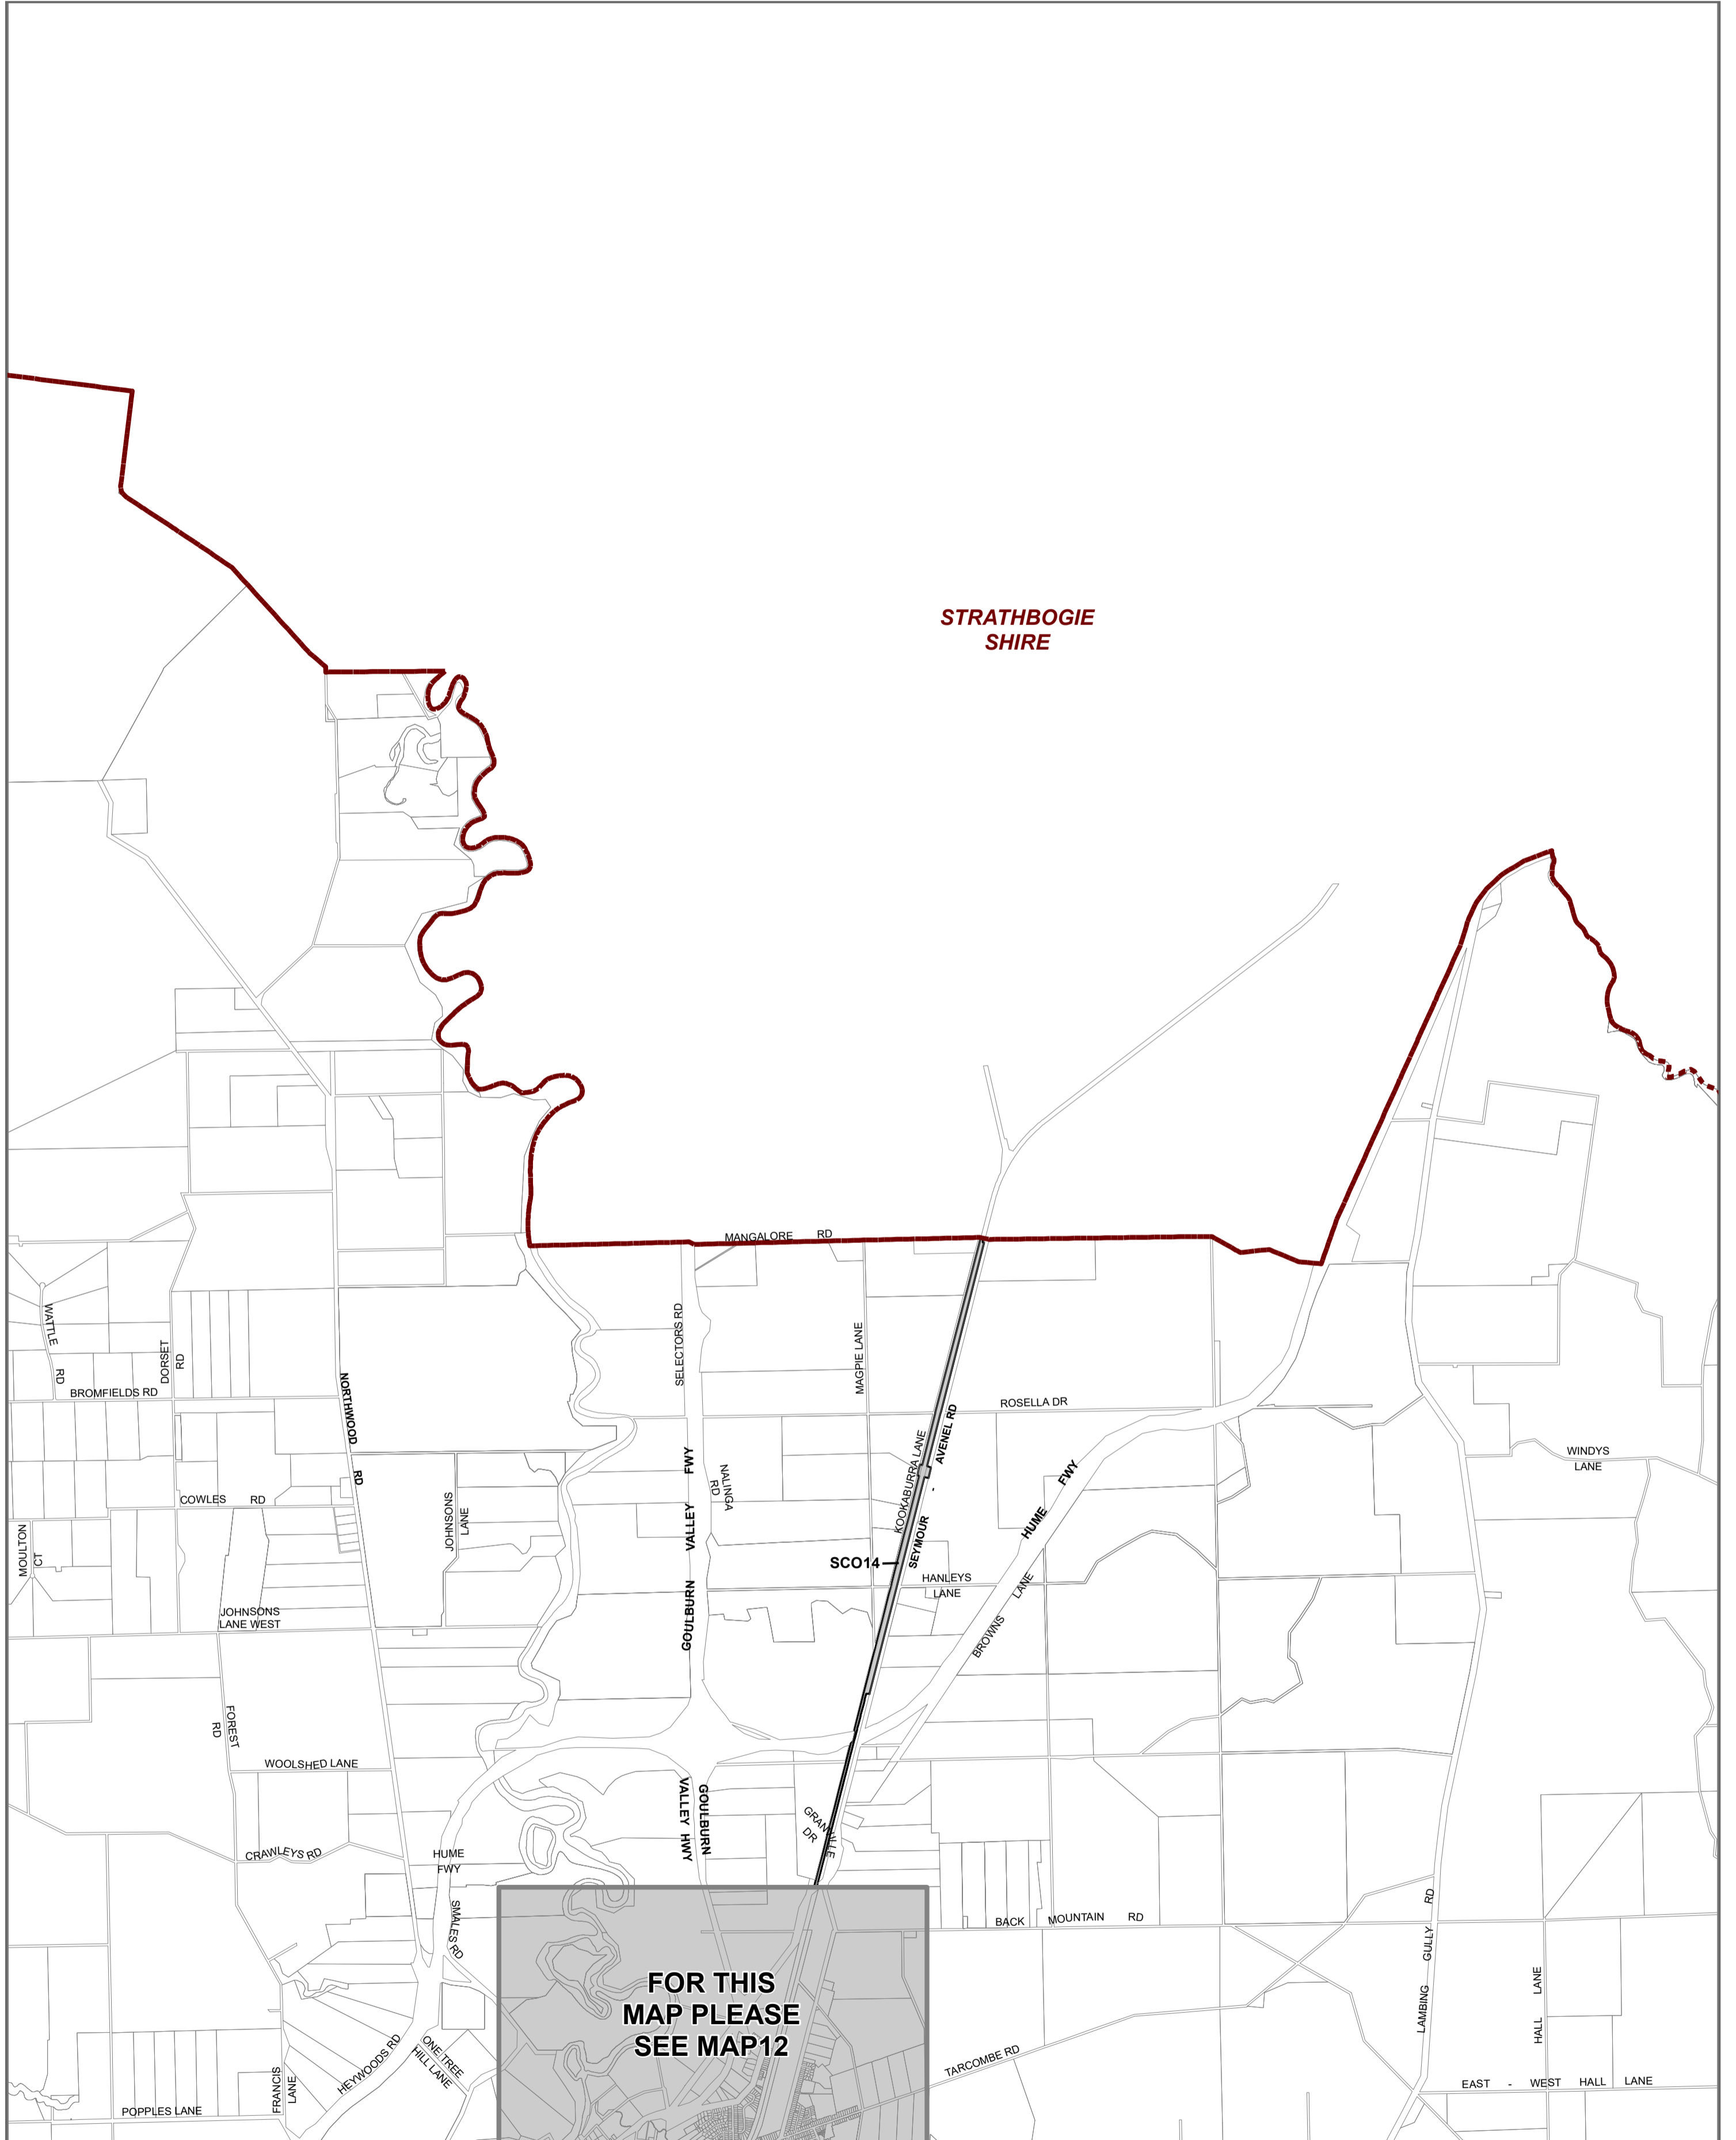 STRATHBOGIE
SHIRE
MANGALORE RD
WATTLE
RD
DORSET
RD
BROMFIELDS RD
NORTHWOOD
RD
SELECTORS RD
MAGPIE LANE
ROSELLA DR
KOOKABURRA LANE
SEYMOUR - AVENEL RD
HUME FWY
WINDYS
LANE
COWLES RD
JOHNSONS
LANE
GOULBURN VALLEY FWY
NALINGA
RD
MOULTON
CT
SCO14
HANLEYS
LANE
BROWNS LANE
JOHNSONS
LANE WEST
FOREST
RD
WOOLSHED LANE
GOULBURN
VALLEY HWY
GRANVILLE
DR
CRAWLEYS RD
HUME
FWY
SMALES RD
BACK MOUNTAIN RD
LAMBING GULLY RD
HALL LANE
FOR THIS
MAP PLEASE
SEE MAP12
HEYWOODS RD
ONE TREE
HILL LANE
TARCOMBE RD
FRANCIS
LANE
EAST - WEST HALL LANE
POPPLES LANE